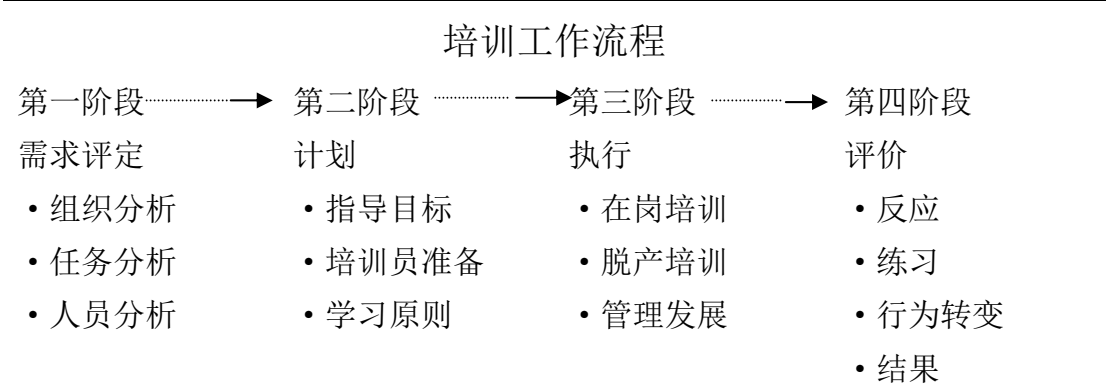 培训工作流程
第一阶段 第二阶段 第三阶段 第四阶段
需求评定 计划 执行 评价
·组织分析 ·指导目标 ·在岗培训 ·反应
·任务分析 ·培训员准备 ·脱产培训 ·练习
·人员分析 ·学习原则 ·管理发展 ·行为转变
·结果